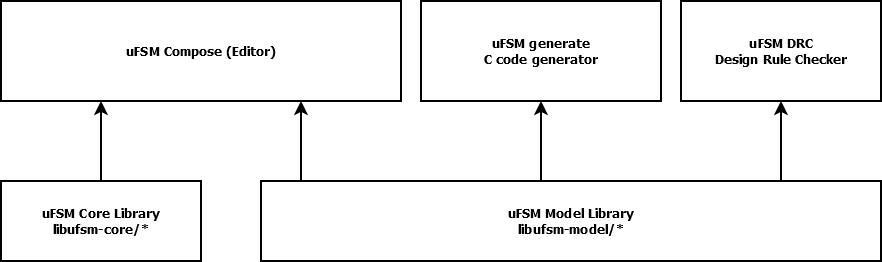 uFSM Compose (Editor)
uFSM generate
C code generator
uFSM DRC
Design Rule Checker
uFSM Core Library
libufsm-core/*
uFSM Model Library
libufsm-model/*